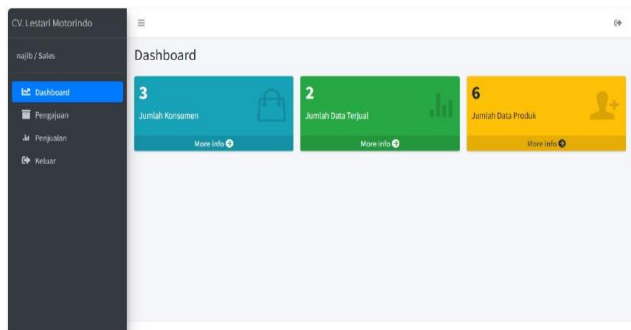 CV. Lestari Motorindo
najib / Sales
Dashboard
Pengajuan
Penjualan
Keluar
Dashboard
3
Jumlah Konsumen
More info
2
Jumlah Data Terjual
More info
6
Jumlah Data Produk
More info